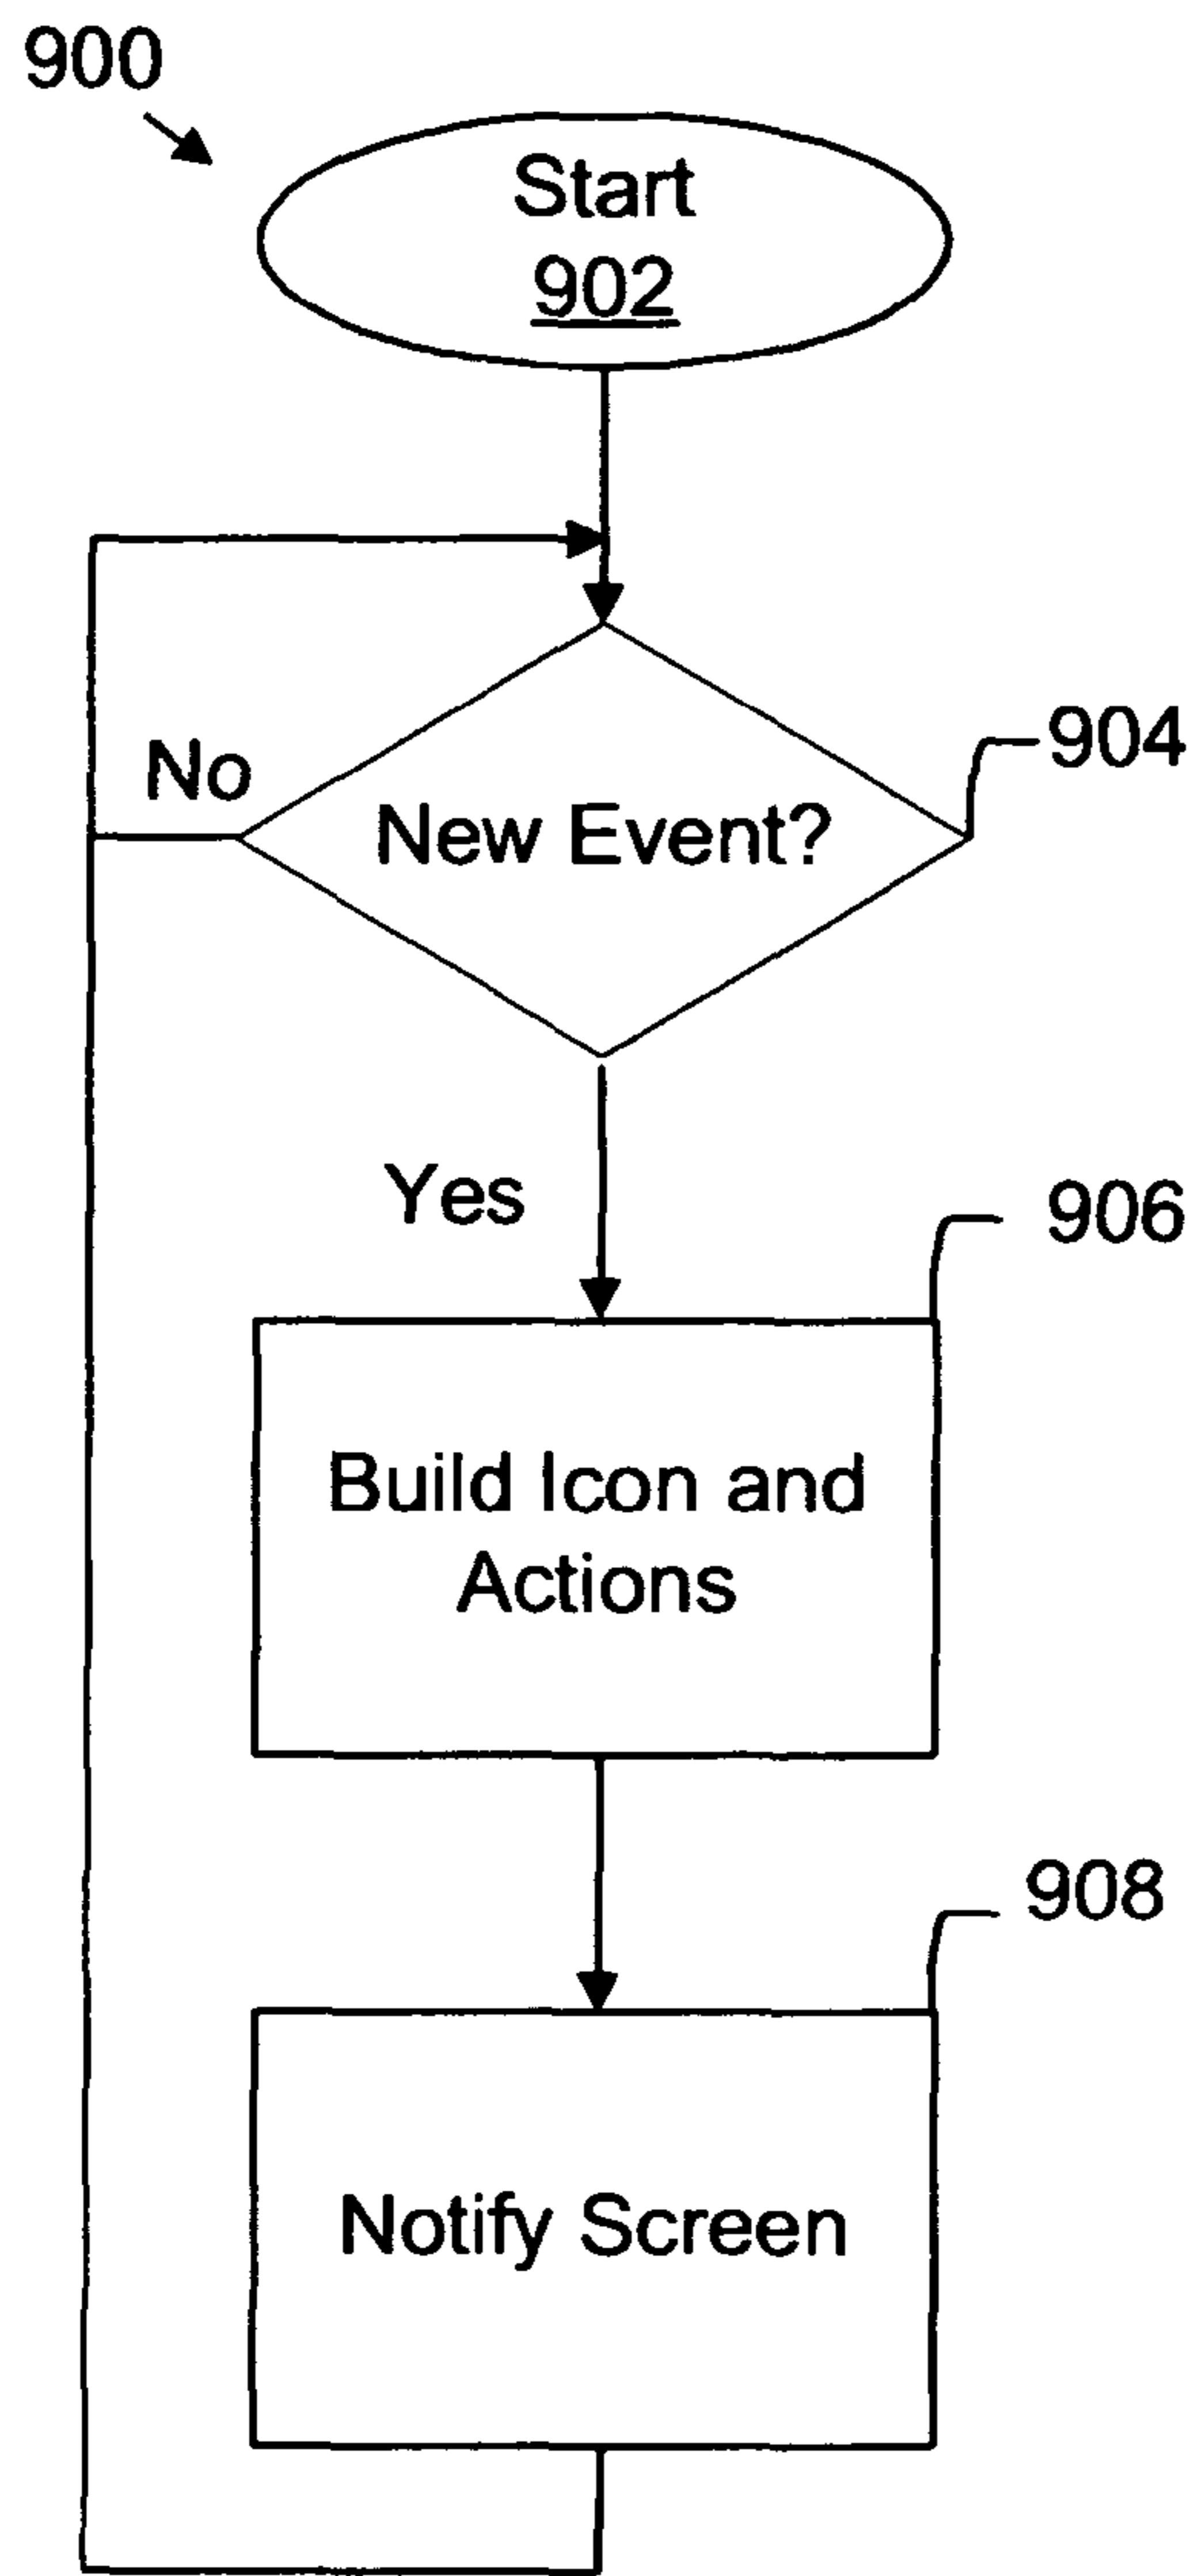 900
Start
902
No
New Event?
904
Yes
906
Build Icon and
Actions
908
Notify Screen